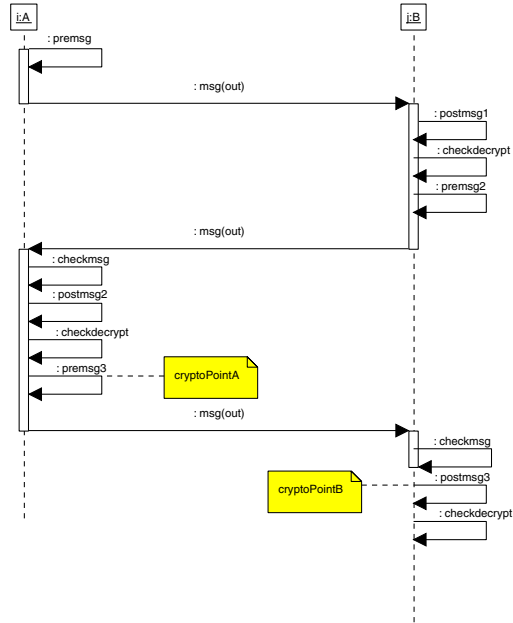 i:A
j:B
: premsg
: msg(out)
: postmsg1
: checkdecrypt
: premsg2
: msg(out)
: checkmsg
: postmsg2
: checkdecrypt
: premsg3
cryptoPointA
: msg(out)
: checkmsg
: postmsg3
cryptoPointB
: checkdecrypt